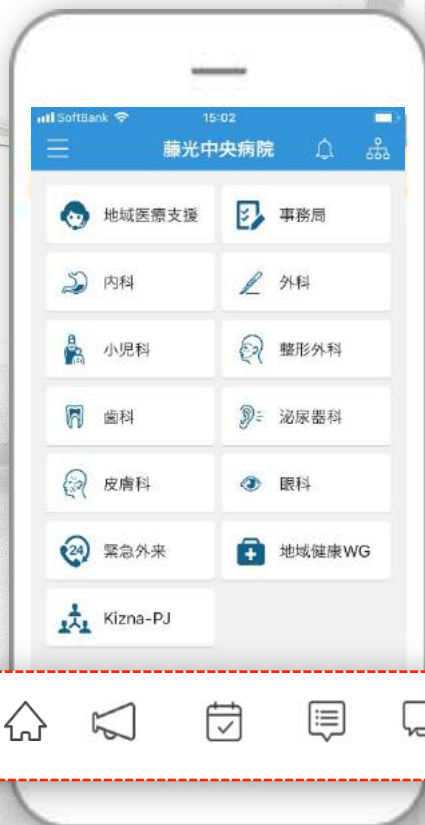 SoftBank 15:02
藤光中央病院
地域医療支援 事務局
内科 外科
小児科 整形外科
歯科 泌尿器科
皮膚科 眼科
24 緊急外来 地域健康WG
Kizna-PJ